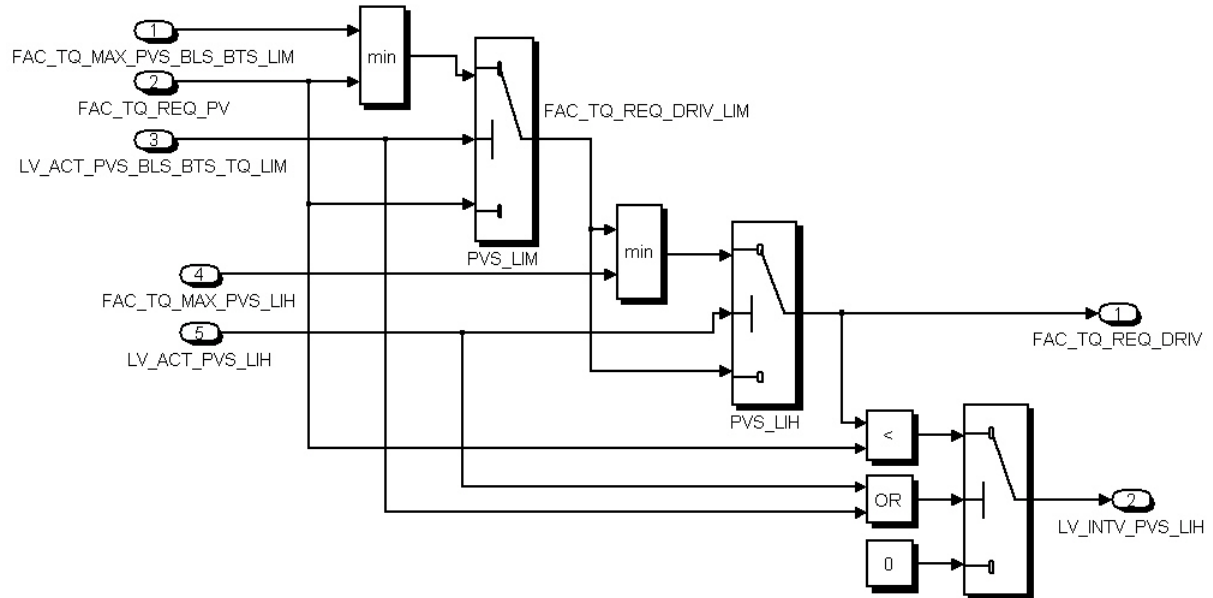 1
FAC_TQ_MAX_PVS_BLS_BTS_LIM
min
2
FAC_TQ_REQ_PV
FAC_TQ_REQ_DRIV_LIM
3
LV_ACT_PVS_BLS_BTS_TQ_LIM
PVS_LIM
min
4
FAC_TQ_MAX_PVS_LIH
5
LV_ACT_PVS_LIH
1
FAC_TQ_REQ_DRIV
PVS_LIH
<
OR
2
LV_INTV_PVS_LIH
0